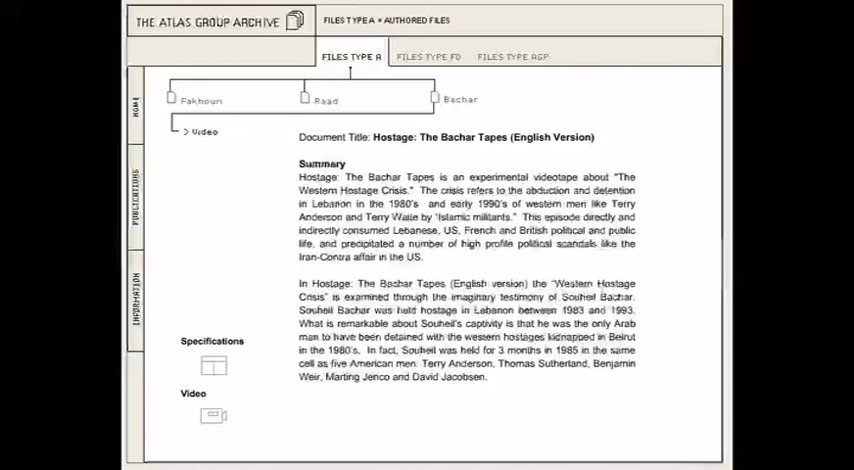 THE ATLAS GROUP ARCHIVE
FILES TYPE A = AUTHORED FILES
FILES TYPE A FILES TYPE FD FILES TYPE AGP
HOME
PUBLICATIONS
INFORMATION
Fakhouri Raad Bachar
> Video
Document Title: Hostage: The Bachar Tapes (English Version)
Summary
Hostage: The Bachar Tapes is an experimental videotape about "The
Western Hostage Crisis." The crisis refers to the abduction and detention
in Lebanon in the 1980's and early 1990's of western men like Terry
Anderson and Terry Waite by "Islamic militants." This episode directly and
indirectly consumed Lebanese, US, French and British political and public
life, and precipitated a number of high profile political scandals like the
Iran-Contra affair in the US.
In Hostage: The Bachar Tapes (English version) the "Western Hostage
Crisis" is examined through the imaginary testimony of Souheil Bachar.
Souheil Bachar was held hostage in Lebanon between 1983 and 1993.
What is remarkable about Souheil's captivity is that he was the only Arab
man to have been detained with the western hostages kidnapped in Beirut
in the 1980's. In fact, Souheil was held for 3 months in 1985 in the same
cell as five American men: Terry Anderson, Thomas Sutherland, Benjamin
Weir, Marting Jenco and David Jacobsen.
Specifications
Video